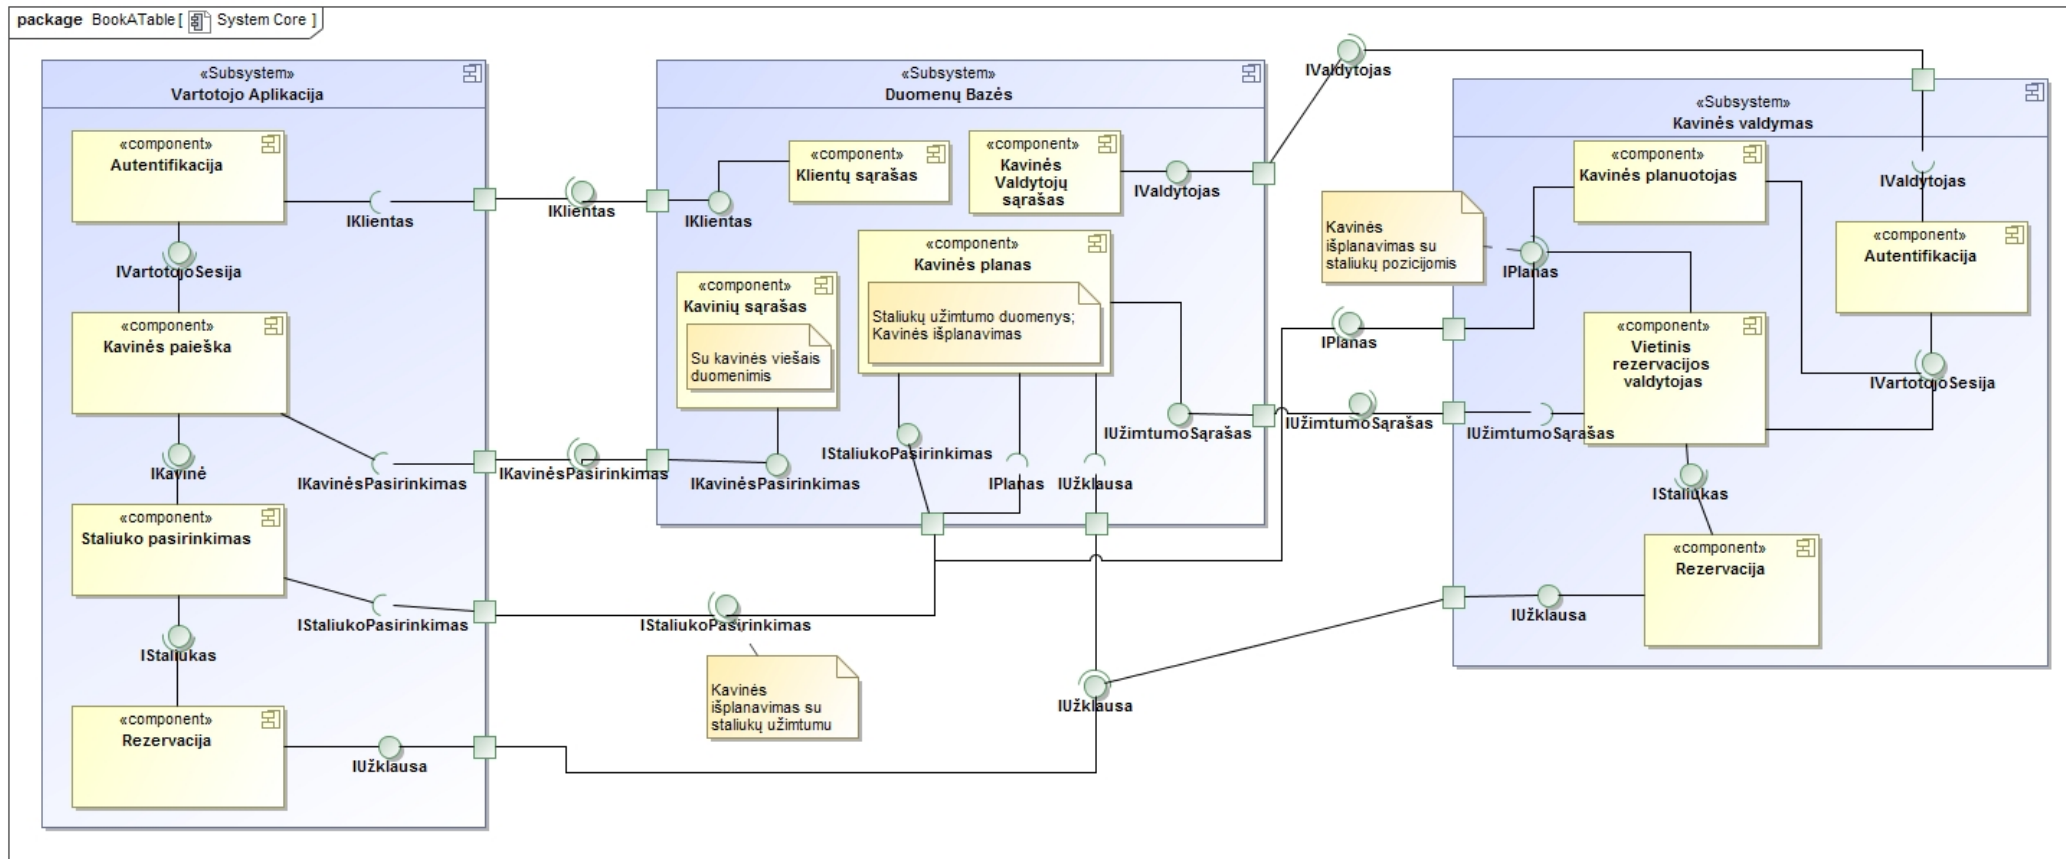 package BookATable [ System Core ]
«Subsystem»
Vartotojo Aplikacija
«component»
Autentifikacija
IKlientas
IVartotojoSesija
«component»
Kavinės paieška
IKavinė
IKavinėsPasirinkimas
«component»
Staliuko pasirinkimas
IStaliukoPasirinkimas
IStaliukas
«component»
Rezervacija
IUžklausa
IKlientas
IKavinėsPasirinkimas
IStaliukoPasirinkimas
Kavinės
išplanavimas su
staliukų užimtumu
«Subsystem»
Duomenų Bazės
«component»
Klientų sąrašas
IKlientas
«component»
Kavinės
Valdytojų
sąrašas
IValdytojas
«component»
Kavinių sąrašas
Su kavinės viešais
duomenimis
IKavinėsPasirinkimas
«component»
Kavinės planas
Staliukų užimtumo duomenys;
Kavinės išplanavimas
IStaliukoPasirinkimas
IPlanas
IUžklausa
IUžimtumoSąrašas
IValdytojas
IPlanas
IUžimtumoSąrašas
IUžklausa
«Subsystem»
Kavinės valdymas
«component»
Kavinės planuotojas
IValdytojas
Kavinės
išplanavimas su
staliukų pozicijomis
IPlanas
«component»
Autentifikacija
«component»
Vietinis
rezervacijos
valdytojas
IVartotojoSesija
IUžimtumoSąrašas
IStaliukas
«component»
Rezervacija
IUžklausa